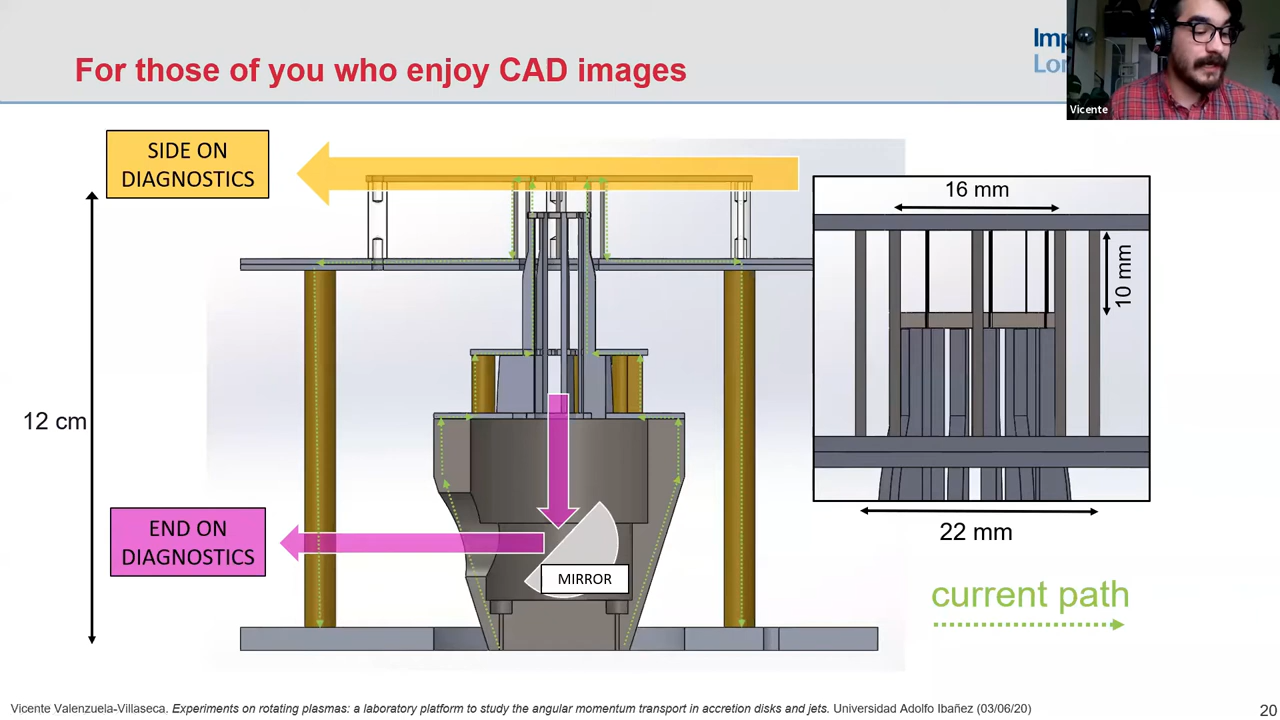 For those of you who enjoy CAD images
Imp
Lon
Vicente
SIDE ON
DIAGNOSTICS
16 mm
10 mm
12 cm
22 mm
END ON
DIAGNOSTICS
MIRROR
current path
Vicente Valenzuela-Villaseca. Experiments on rotating plasmas: a laboratory platform to study the angular momentum transport in accretion disks and jets. Universidad Adolfo Ibañez (03/06/20)
20